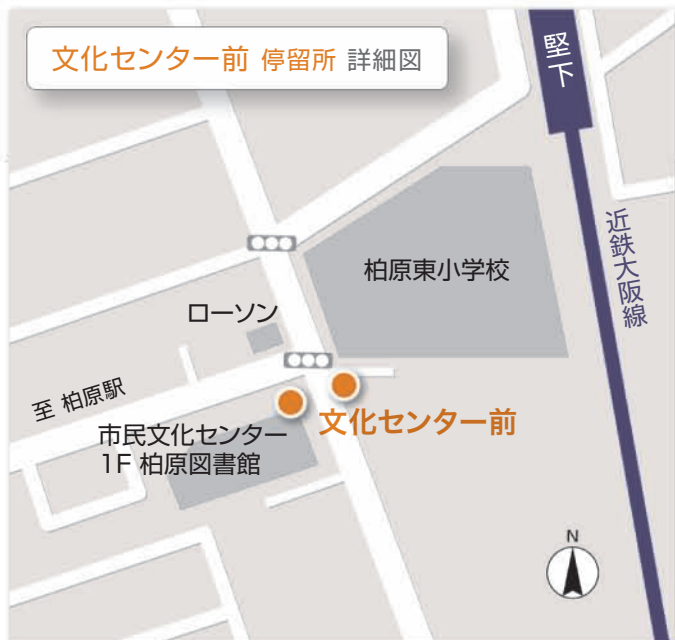 文化センター前 停留所 詳細図
堅下
近鉄大阪線
柏原東小学校
ローソン
至 柏原駅
文化センター前
市民文化センター
1F 柏原図書館
N